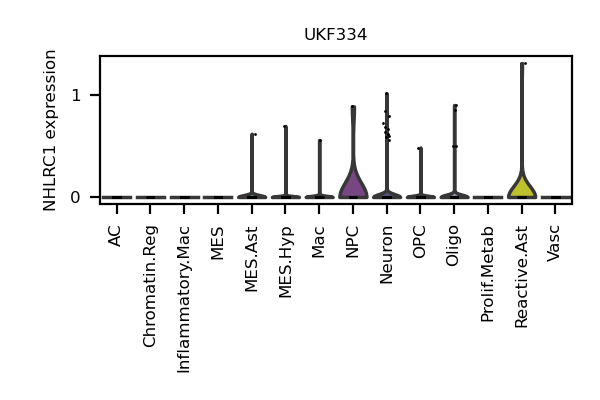 UKF334
NHLRC1 expression
1
0
AC
Chromatin.Reg
Inflammatory.Mac
MES
MES.Ast
MES.Hyp
Mac
NPC
Neuron
OPC
Oligo
Prolif.Metab
Reactive.Ast
Vasc